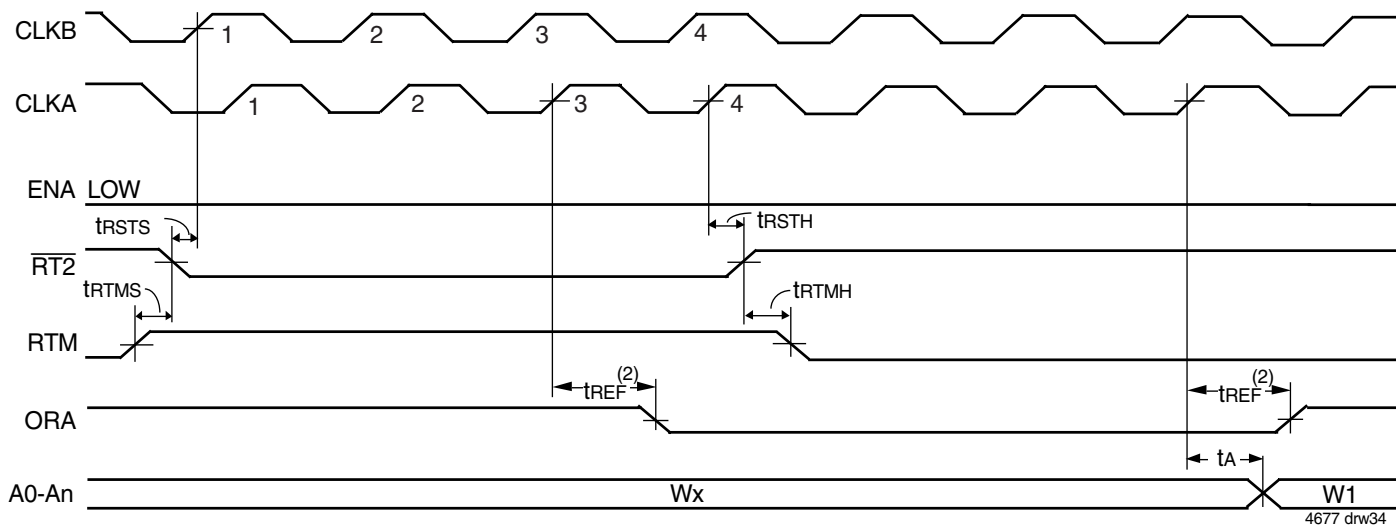 CLKB 1 2 3 4
CLKA 1 2 3 4
ENA LOW
tRSTS tRSTH
RT2
tRTMS tRTMH
RTM
tREF(2) tREF(2)
ORA
tA
A0-An Wx W1
4677 drw34